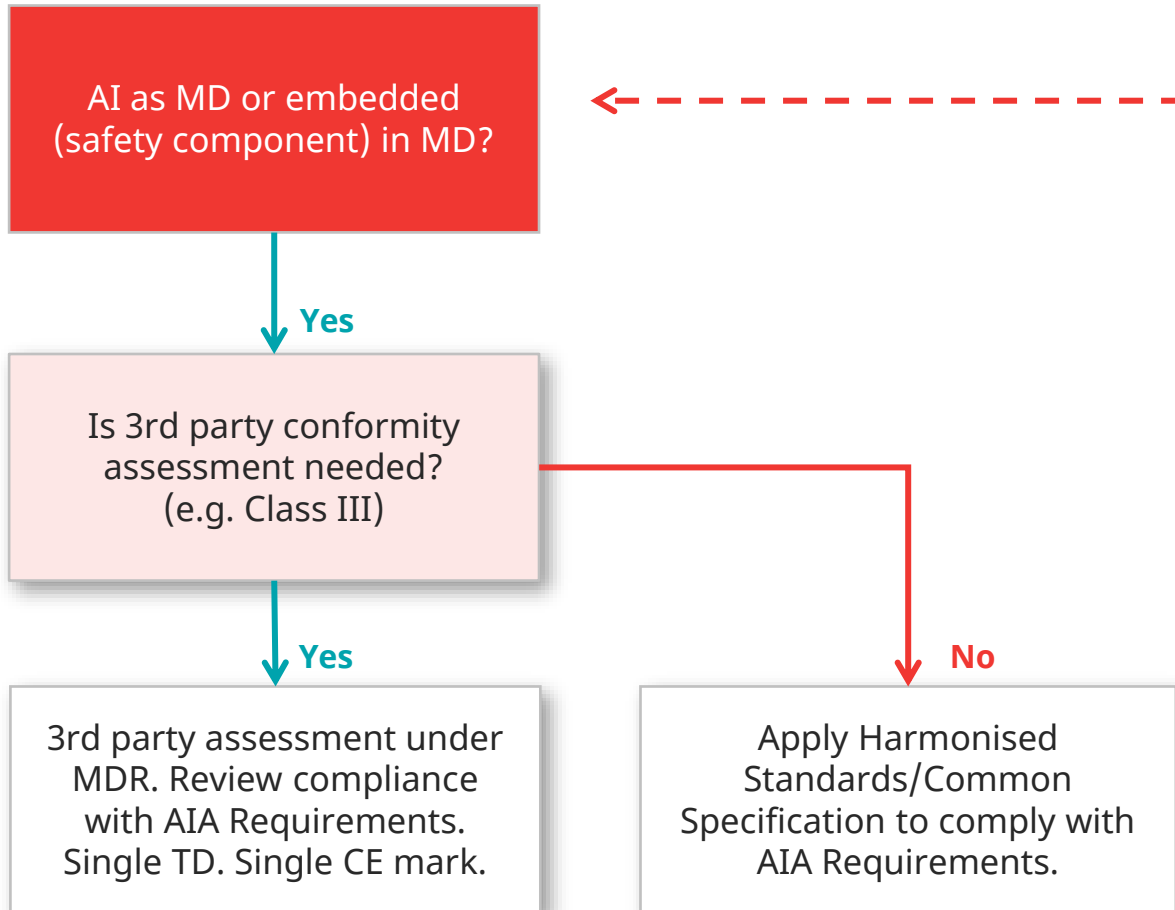 AI as MD or embedded
(safety component) in MD?
Yes
Is 3rd party conformity
assessment needed?
(e.g. Class III)
Yes
No
3rd party assessment under
MDR. Review compliance
with AIA Requirements.
Single TD. Single CE mark.
Apply Harmonised
Standards/Common
Specification to comply with
AIA Requirements.